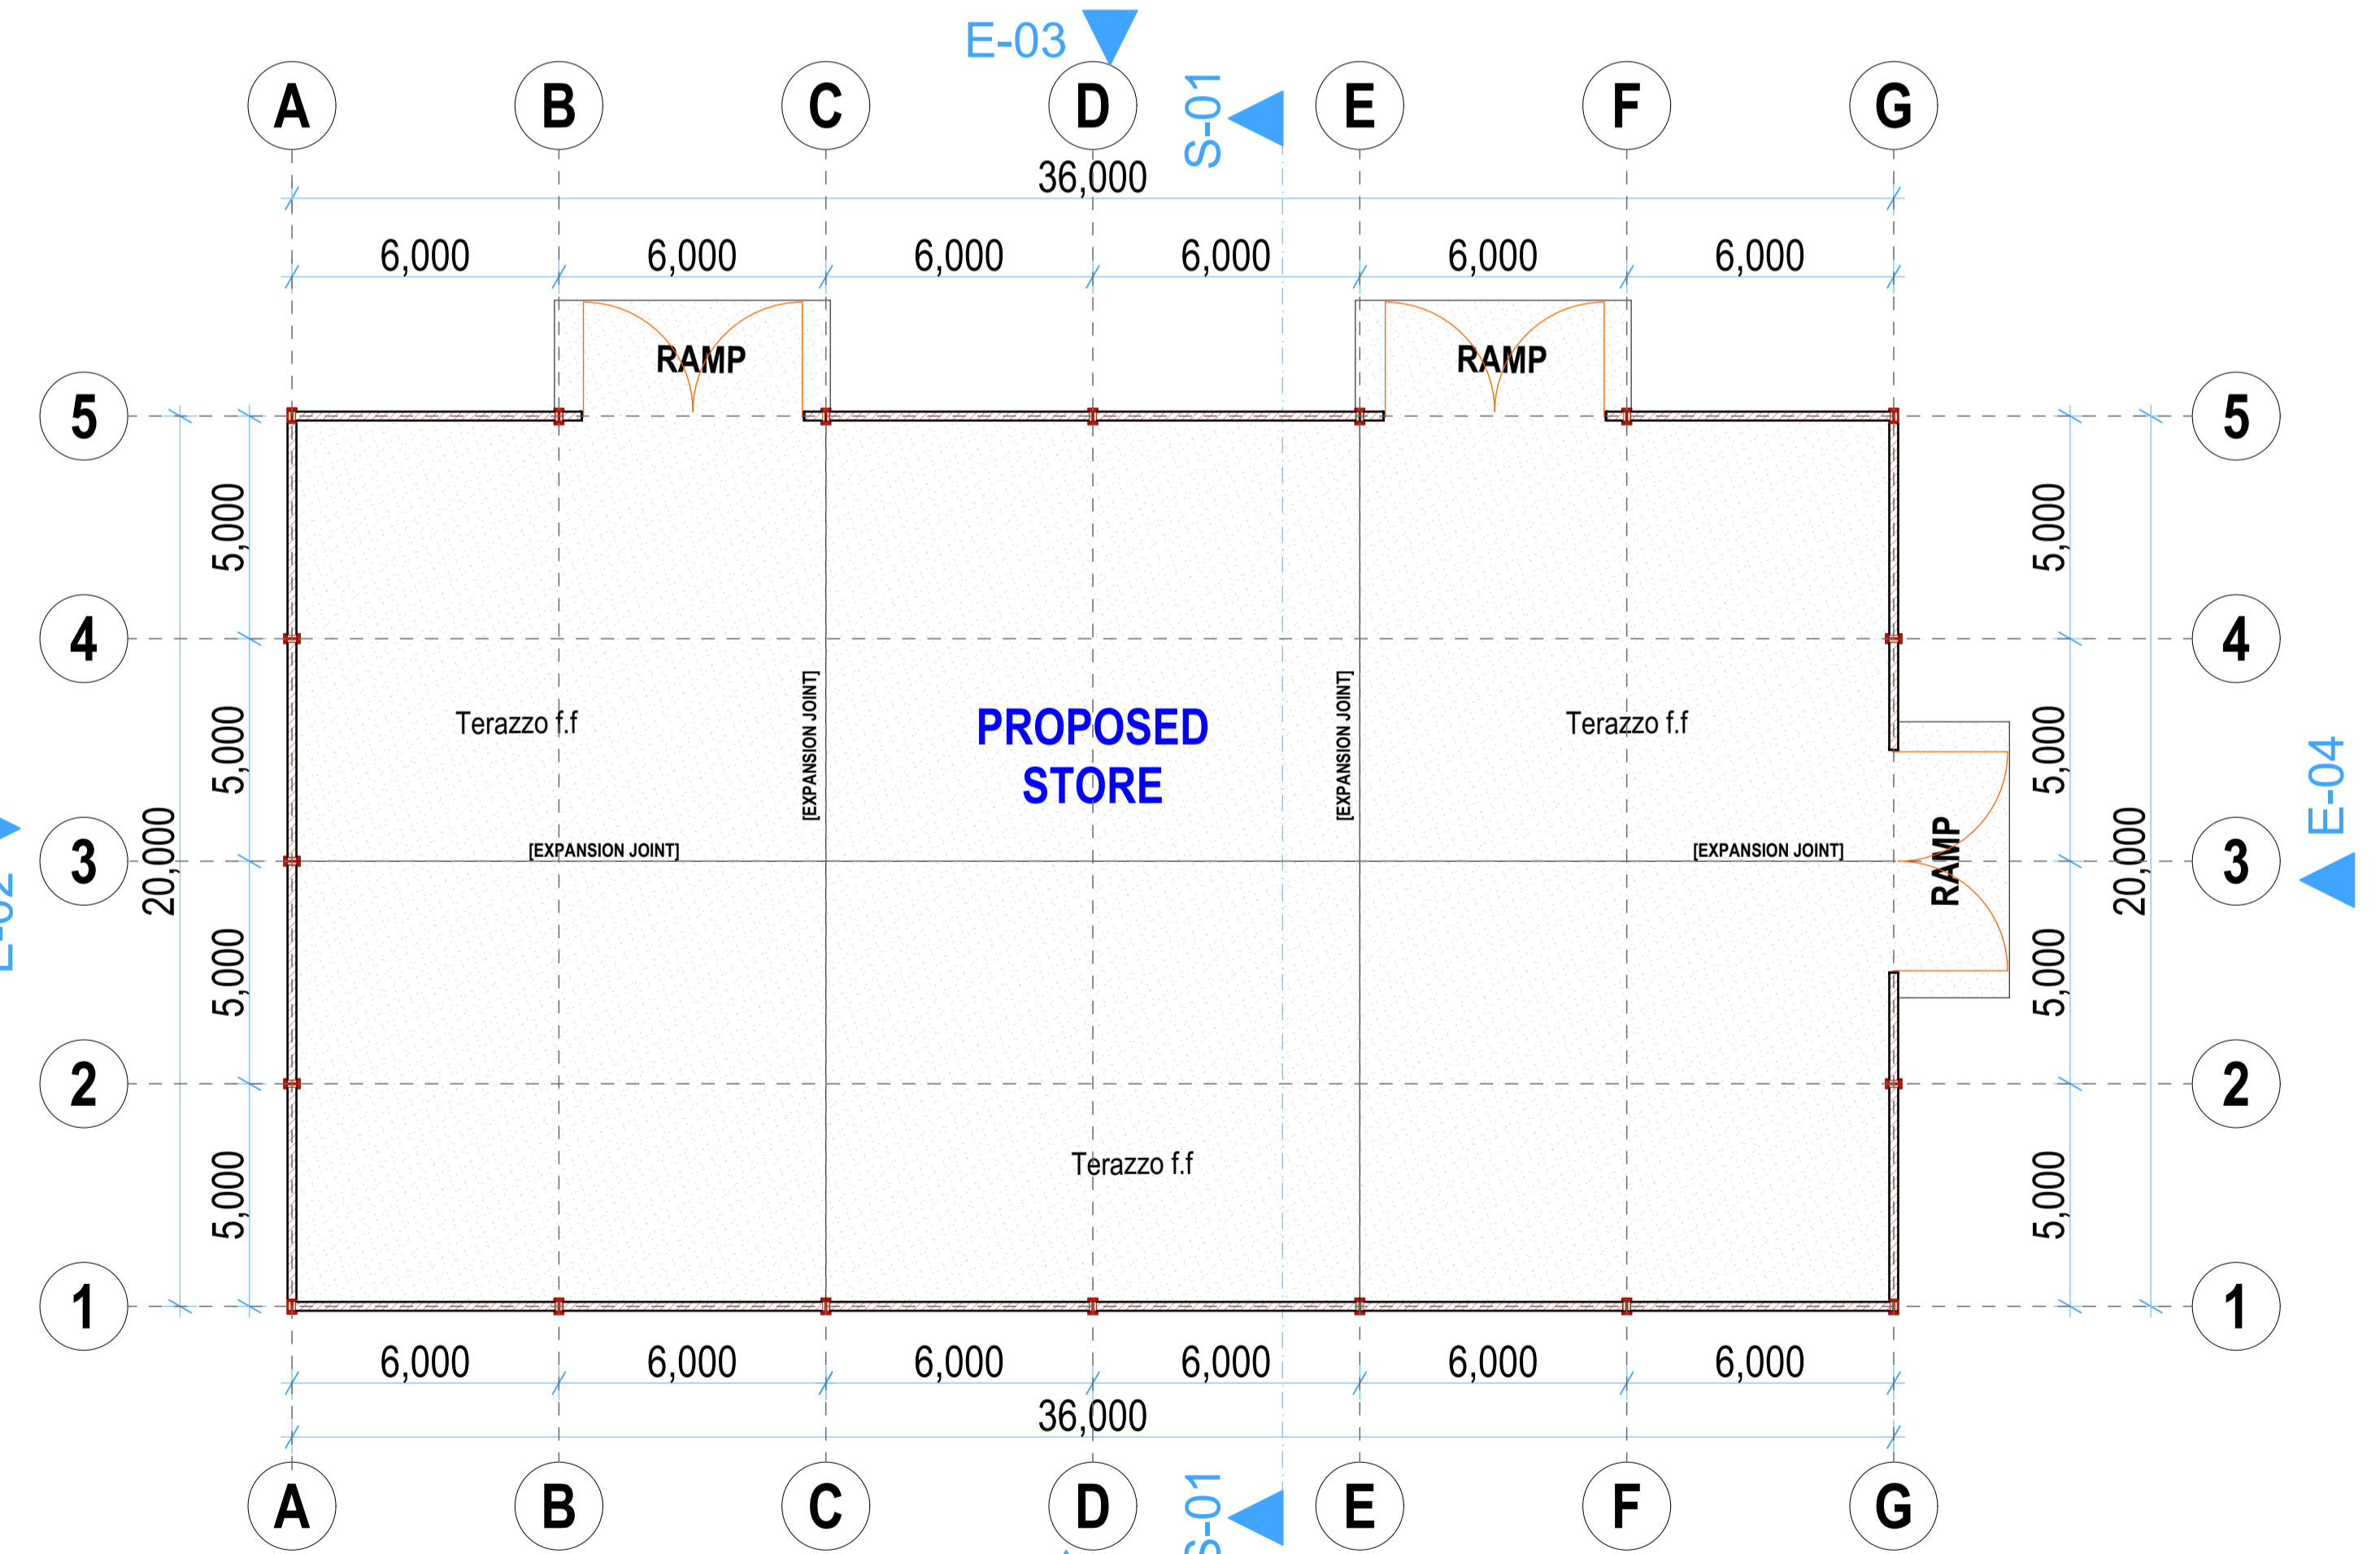 E-03
S-01
A B C D E F G
36,000
6,000 6,000 6,000 6,000 6,000 6,000
RAMP RAMP
5 5
5,000 5,000
4 4
[EXPANSION JOINT] [EXPANSION JOINT]
Terazzo f.f
PROPOSED
STORE
Terazzo f.f
5,000 5,000
E-04
[EXPANSION JOINT] [EXPANSION JOINT]
RAMP
3 3
20,000 20,000
E-02
5,000 5,000
2 2
Terazzo f.f
5,000 5,000
1 1
6,000 6,000 6,000 6,000 6,000 6,000
36,000
A B C D E F G
S-01